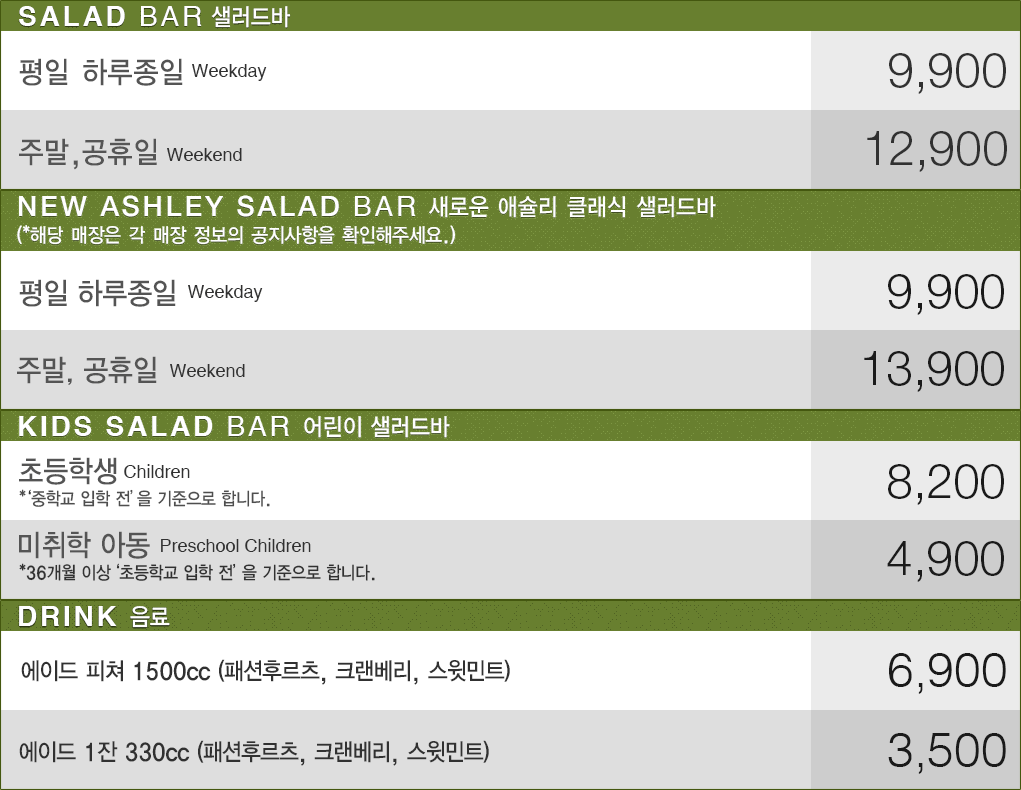 SALAD BAR 샐러드바
평일 하루종일 Weekday 9,900
주말,공휴일 Weekend 12,900
NEW ASHLEY SALAD BAR 새로운 애슐리 클래식 샐러드바
(*해당 매장은 각 매장 정보의 공지사항을 확인해주세요.)
평일 하루종일 Weekday 9,900
주말, 공휴일 Weekend 13,900
KIDS SALAD BAR 어린이 샐러드바
초등학생 Children 8,200
*‘중학교 입학 전’ 을 기준으로 합니다.
미취학 아동 Preschool Children 4,900
*36개월 이상 ‘초등학교 입학 전’ 을 기준으로 합니다.
DRINK 음료
에이드 피쳐 1500cc (패션후르츠, 크랜베리, 스윗민트) 6,900
에이드 1잔 330cc (패션후르츠, 크랜베리, 스윗민트) 3,500